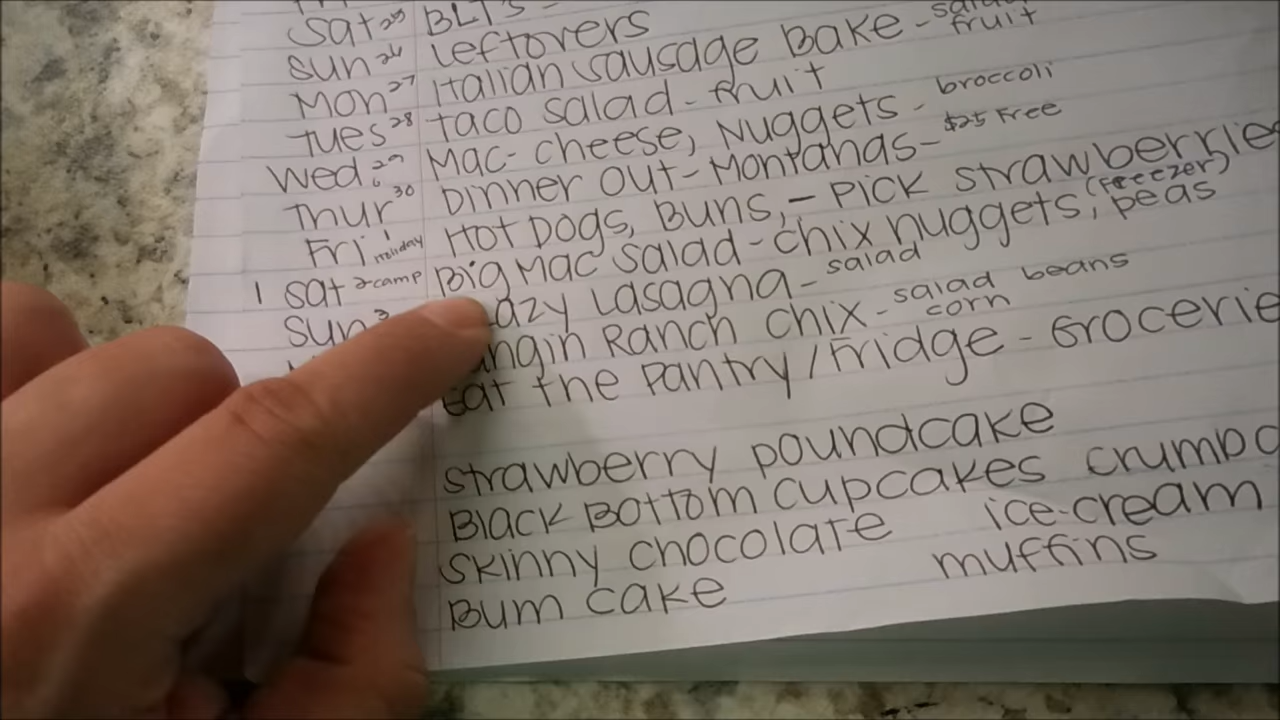 sat 25 BLT's -
sun 26 leftovers
Mon 27 Italian sausage Bake - salad fruit
Tues 28 Taco salad - fruit
Wed 29 Mac-cheese, Nuggets - broccoli
Thur 30 Dinner out - Montanas - $25 Free
Fri 1 holiday Hot Dogs, Buns, - Pick strawberries
1 sat 2 camp Big Mac salad - chix nuggets, peas (freezer)
sun 3 azy Lasagna - salad
angin Ranch chix - salad beans corn
Eat the Pantry / Fridge - Grocerie
strawberry poundcake
Black Bottom cupcakes crumb
skinny chocolate ice-cream
Bum cake muffins